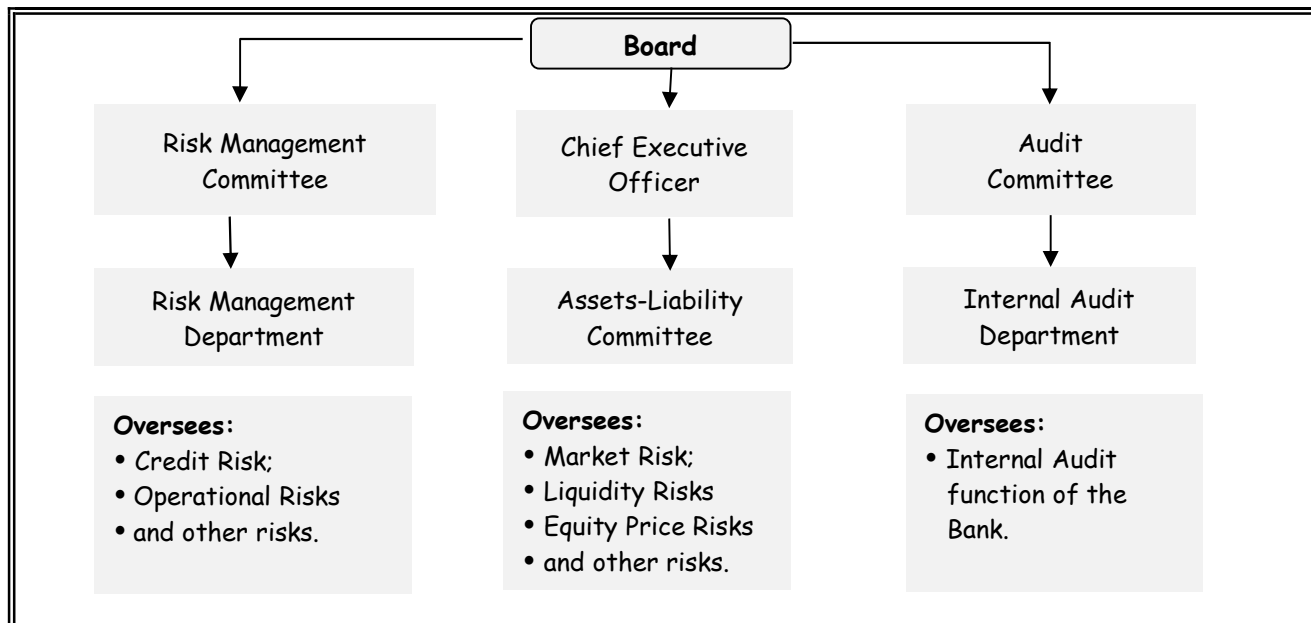 Board
Risk Management
Committee
Chief Executive
Officer
Audit
Committee
Risk Management
Department
Assets-Liability
Committee
Internal Audit
Department
Oversees:
• Credit Risk;
• Operational Risks
• and other risks.
Oversees:
• Market Risk;
• Liquidity Risks
• Equity Price Risks
• and other risks.
Oversees:
• Internal Audit
function of the
Bank.